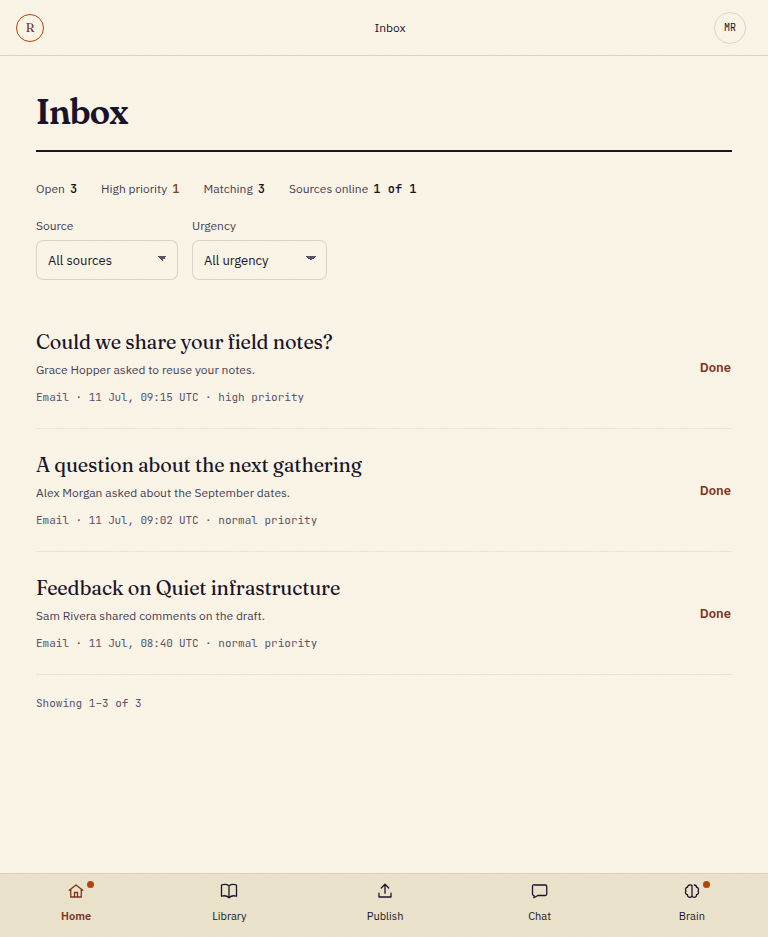 R
Inbox
MR
Inbox
Open 3 High priority 1 Matching 3 Sources online 1 of 1
Source Urgency
All sources All urgency
Could we share your field notes?
Grace Hopper asked to reuse your notes.
Done
Email · 11 Jul, 09:15 UTC · high priority
A question about the next gathering
Alex Morgan asked about the September dates.
Done
Email · 11 Jul, 09:02 UTC · normal priority
Feedback on Quiet infrastructure
Sam Rivera shared comments on the draft.
Done
Email · 11 Jul, 08:40 UTC · normal priority
Showing 1–3 of 3
Home Library Publish Chat Brain